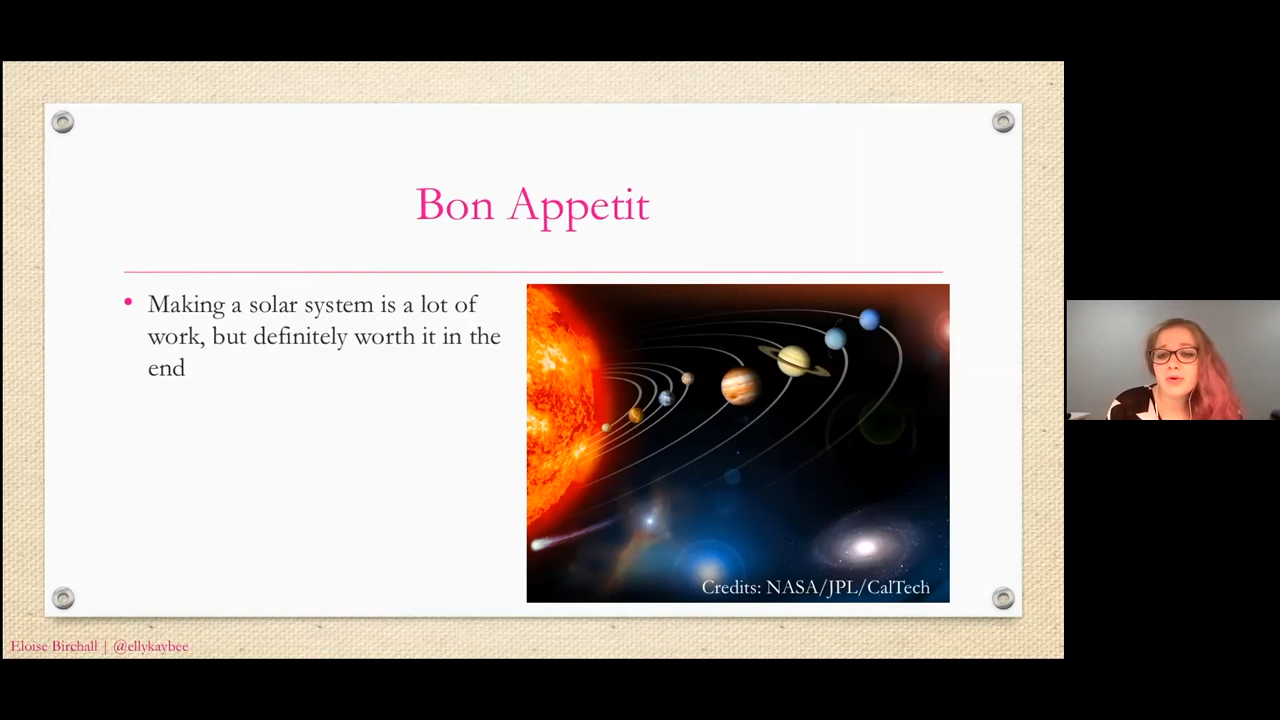 Bon Appetit
• Making a solar system is a lot of
work, but definitely worth it in the
end
Credits: NASA/JPL/CalTech
Eloise Birchall | @ellykaybee